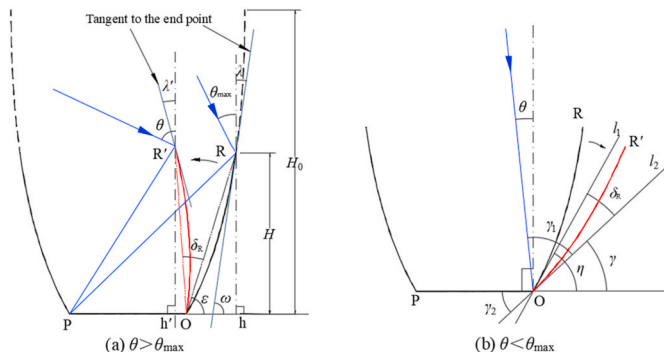 Tangent to the end point
λ'
λ
θmax
θ
R'
R
H0
H
δR
ε
ω
P
h'
O
h
(a) θ>θmax
θ
R
l1
R'
l2
δR
γ1
η
γ
γ2
P
O
(b) θ<θmax